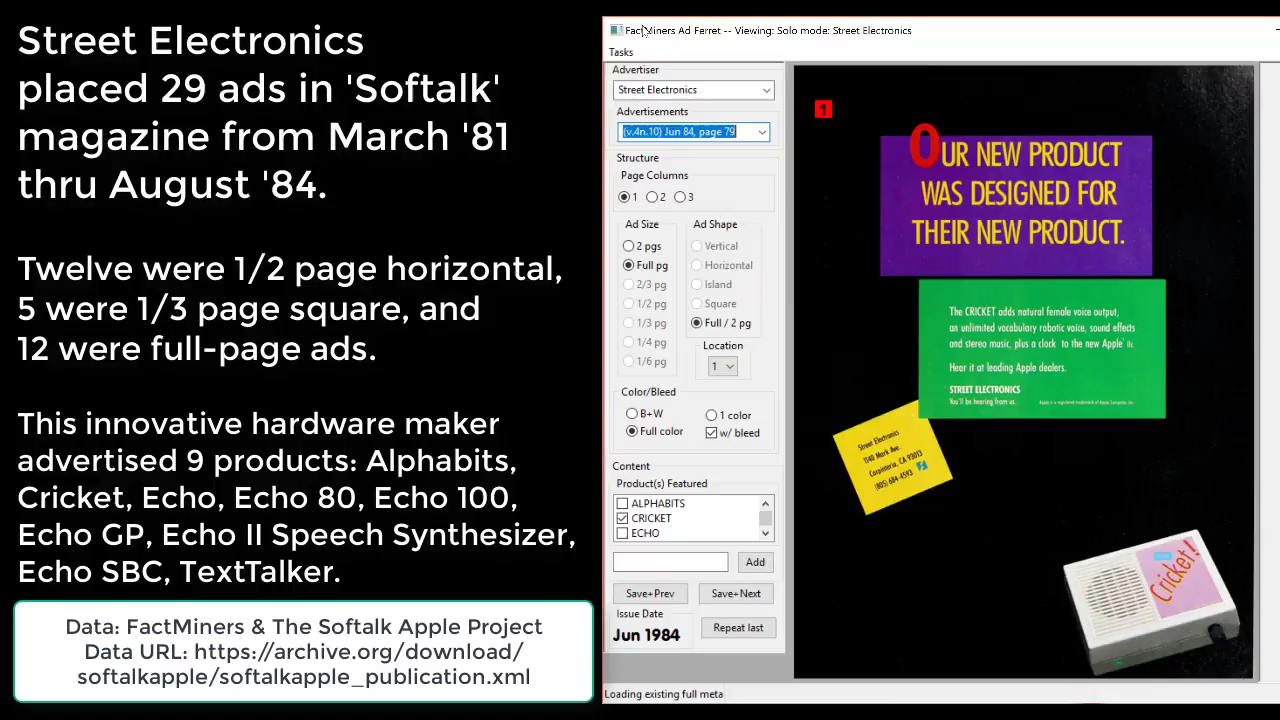 Street Electronics
placed 29 ads in 'Softalk'
magazine from March '81
thru August '84.
Twelve were 1/2 page horizontal,
5 were 1/3 page square, and
12 were full-page ads.
This innovative hardware maker
advertised 9 products: Alphabits,
Cricket, Echo, Echo 80, Echo 100,
Echo GP, Echo II Speech Synthesizer,
Echo SBC, TextTalker.
Data: FactMiners & The Softalk Apple Project
Data URL: https://archive.org/download/
softalkapple/softalkapple_publication.xml
FactMiners Ad Ferret -- Viewing: Solo mode: Street Electronics
Tasks
Advertiser
Street Electronics
Advertisements
(v.4n.10) Jun 84, page 79
Structure
Page Columns
1 2 3
Ad Size
2 pgs
Full pg
2/3 pg
1/2 pg
1/3 pg
1/4 pg
1/6 pg
Ad Shape
Vertical
Horizontal
Island
Square
Full / 2 pg
Location
1
Color/Bleed
B+W 1 color
Full color w/ bleed
Content
Product(s) Featured
ALPHABITS
CRICKET
ECHO
Add
Save+Prev Save+Next
Issue Date
Jun 1984
Repeat last
Loading existing full meta
1
OUR NEW PRODUCT
WAS DESIGNED FOR
THEIR NEW PRODUCT.
The CRICKET adds natural female voice output,
an unlimited vocabulary robotic voice, sound effects
and stereo music, plus a clock to the new Apple IIc.
Hear it at leading Apple dealers.
STREET ELECTRONICS
You'll be hearing from us.
Apple is a registered trademark of Apple Computer, Inc.
Street Electronics
1140 Mark Ave
Carpinteria, CA 93013
(805) 684-4593
Cricket!